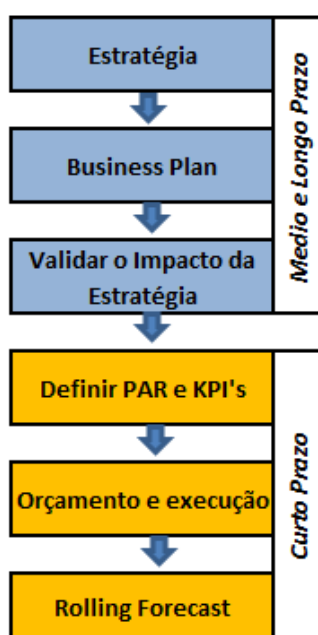 Estratégia
Business Plan
Validar o Impacto da
Estratégia
Medio e Longo Prazo
Definir PAR e KPI's
Orçamento e execução
Rolling Forecast
Curto Prazo